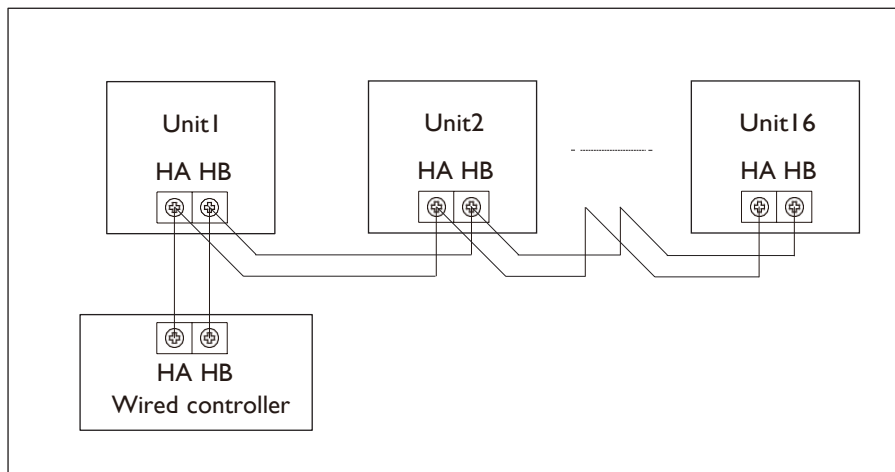 Unit1
HA HB
Unit2
HA HB
Unit16
HA HB
HA HB
Wired controller